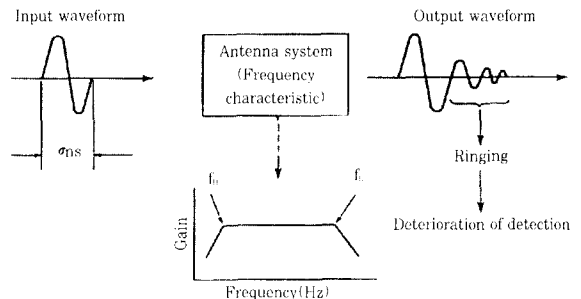 Input waveform
Antenna system
(Frequency
characteristic)
Output waveform
σns
Ringing
Deterioration of detection
Gain
Frequency(Hz)